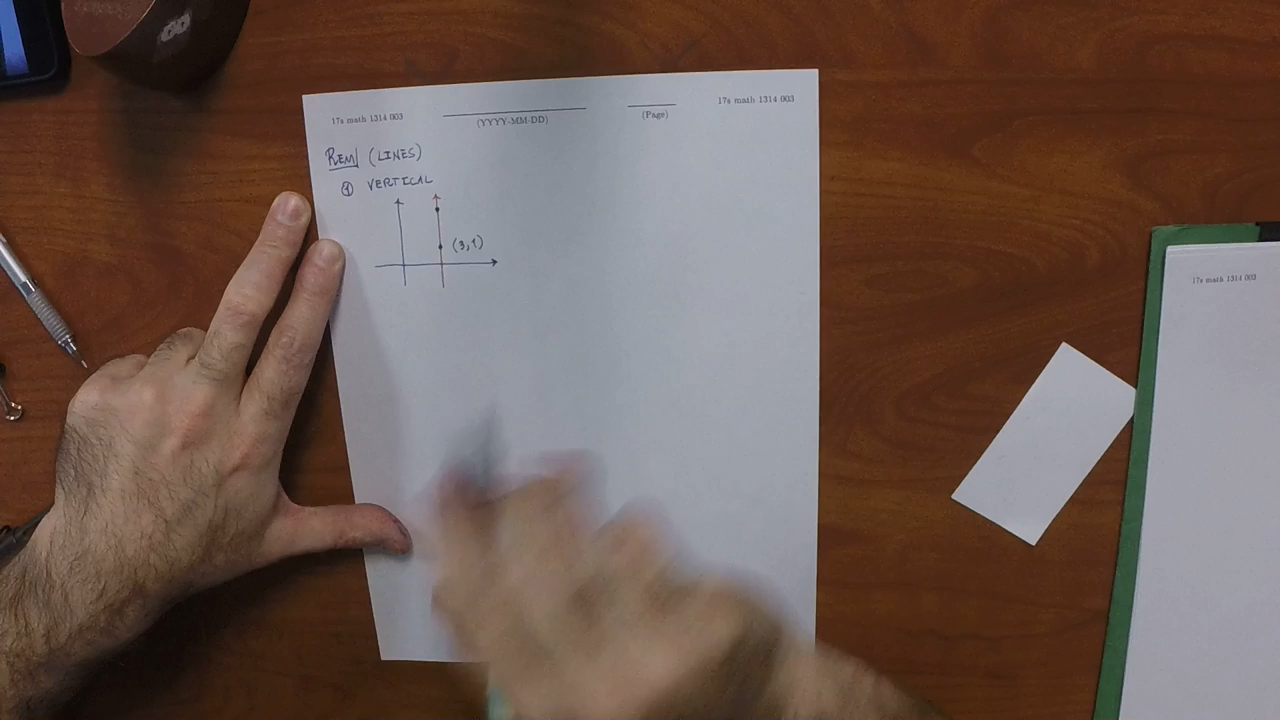 17s math 1314 003
(YYYY-MM-DD)
(Page)
17s math 1314 003
REM (LINES)
① VERTICAL
(3,1)
17s math 1314 003